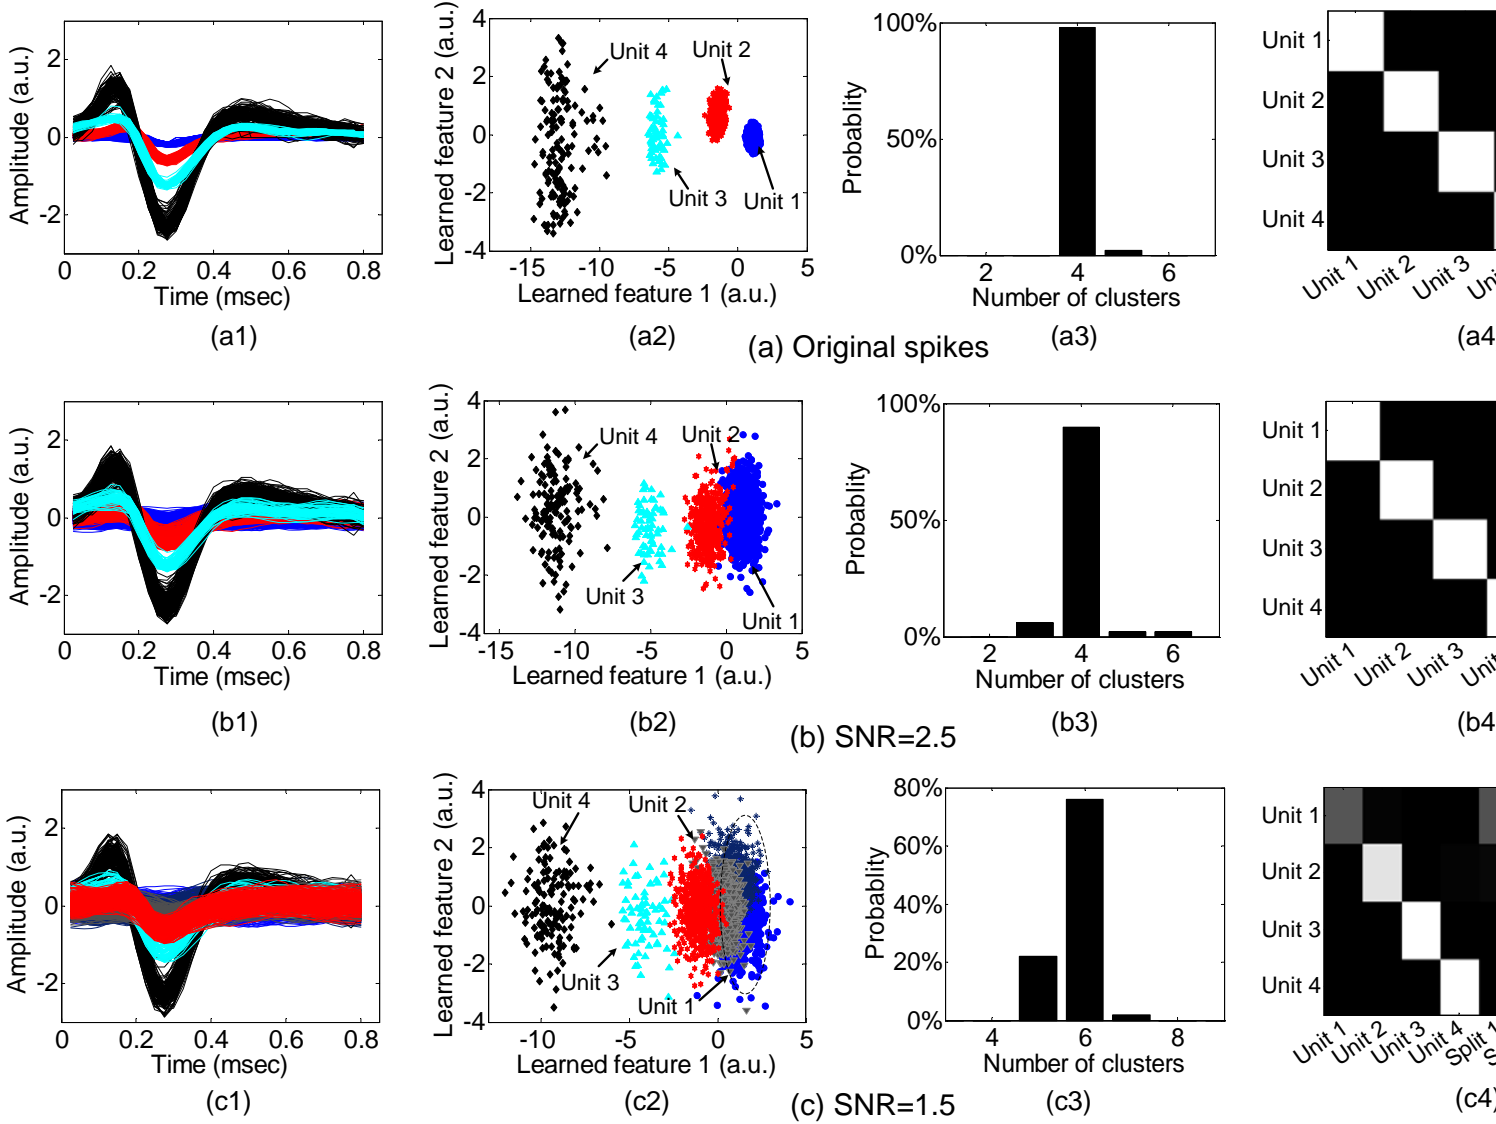 Amplitude (a.u.)
2
0
-2
0
0.2
0.4
0.6
0.8
Time (msec)
(a1)
Learned feature 2 (a.u.)
4
2
0
-2
-4
Unit 4
Unit 2
Unit 3
Unit 1
-15
-10
-5
0
5
Learned feature 1 (a.u.)
(a2)
Probablity
100%
50%
0%
2
4
6
Number of clusters
(a3)
Unit 1
Unit 2
Unit 3
Unit 4
Unit 1
Unit 2
Unit 3
(a4
(a) Original spikes
Amplitude (a.u.)
2
0
-2
0
0.2
0.4
0.6
0.8
Time (msec)
(b1)
Learned feature 2 (a.u.)
4
2
0
-2
-4
Unit 4
Unit 2
Unit 3
Unit 1
-15
-10
-5
0
5
Learned feature 1 (a.u.)
(b2)
Probablity
100%
50%
0%
2
4
6
Number of clusters
(b3)
Unit 1
Unit 2
Unit 3
Unit 4
Unit 1
Unit 2
Unit 3
(b4
(b) SNR=2.5
Amplitude (a.u.)
2
0
-2
0
0.2
0.4
0.6
0.8
Time (msec)
(c1)
Learned feature 2 (a.u.)
4
2
0
-2
-4
Unit 4
Unit 2
Unit 3
Unit 1
-10
-5
0
5
Learned feature 1 (a.u.)
(c2)
Probablity
80%
60%
40%
20%
0%
4
6
8
Number of clusters
(c3)
Unit 1
Unit 2
Unit 3
Unit 4
Unit 1
Unit 2
Unit 3
Unit 4
Split 1
(c4)
(c) SNR=1.5